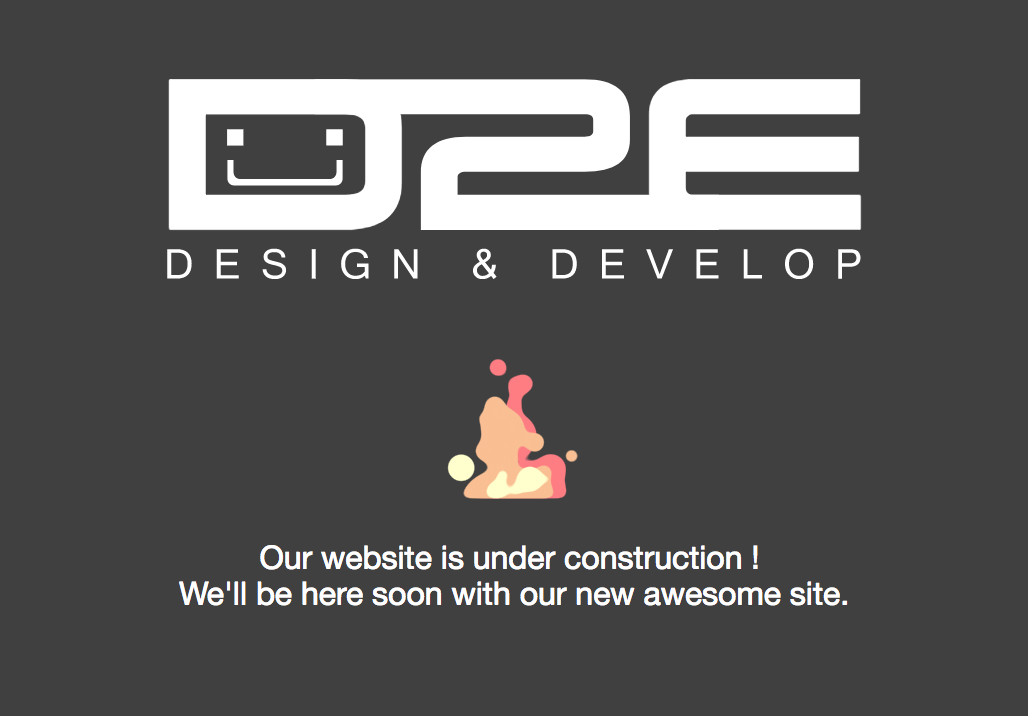 D2E
DESIGN & DEVELOP
Our website is under construction !
We'll be here soon with our new awesome site.